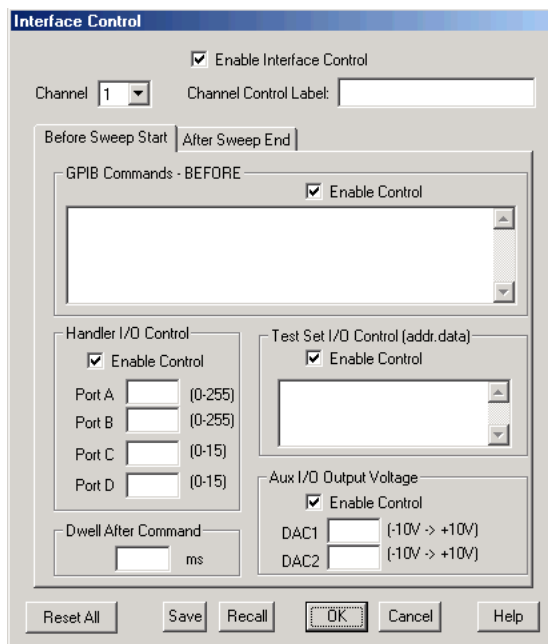 Interface Control
Enable Interface Control
Channel 1 Channel Control Label:
Before Sweep Start After Sweep End
GPIB Commands - BEFORE
Enable Control
Handler I/O Control
Enable Control
Port A (0-255)
Port B (0-255)
Port C (0-15)
Port D (0-15)
Test Set I/O Control (addr.data)
Enable Control
Aux I/O Output Voltage
Enable Control
DAC1 (-10V -> +10V)
DAC2 (-10V -> +10V)
Dwell After Command
ms
Reset All Save Recall OK Cancel Help